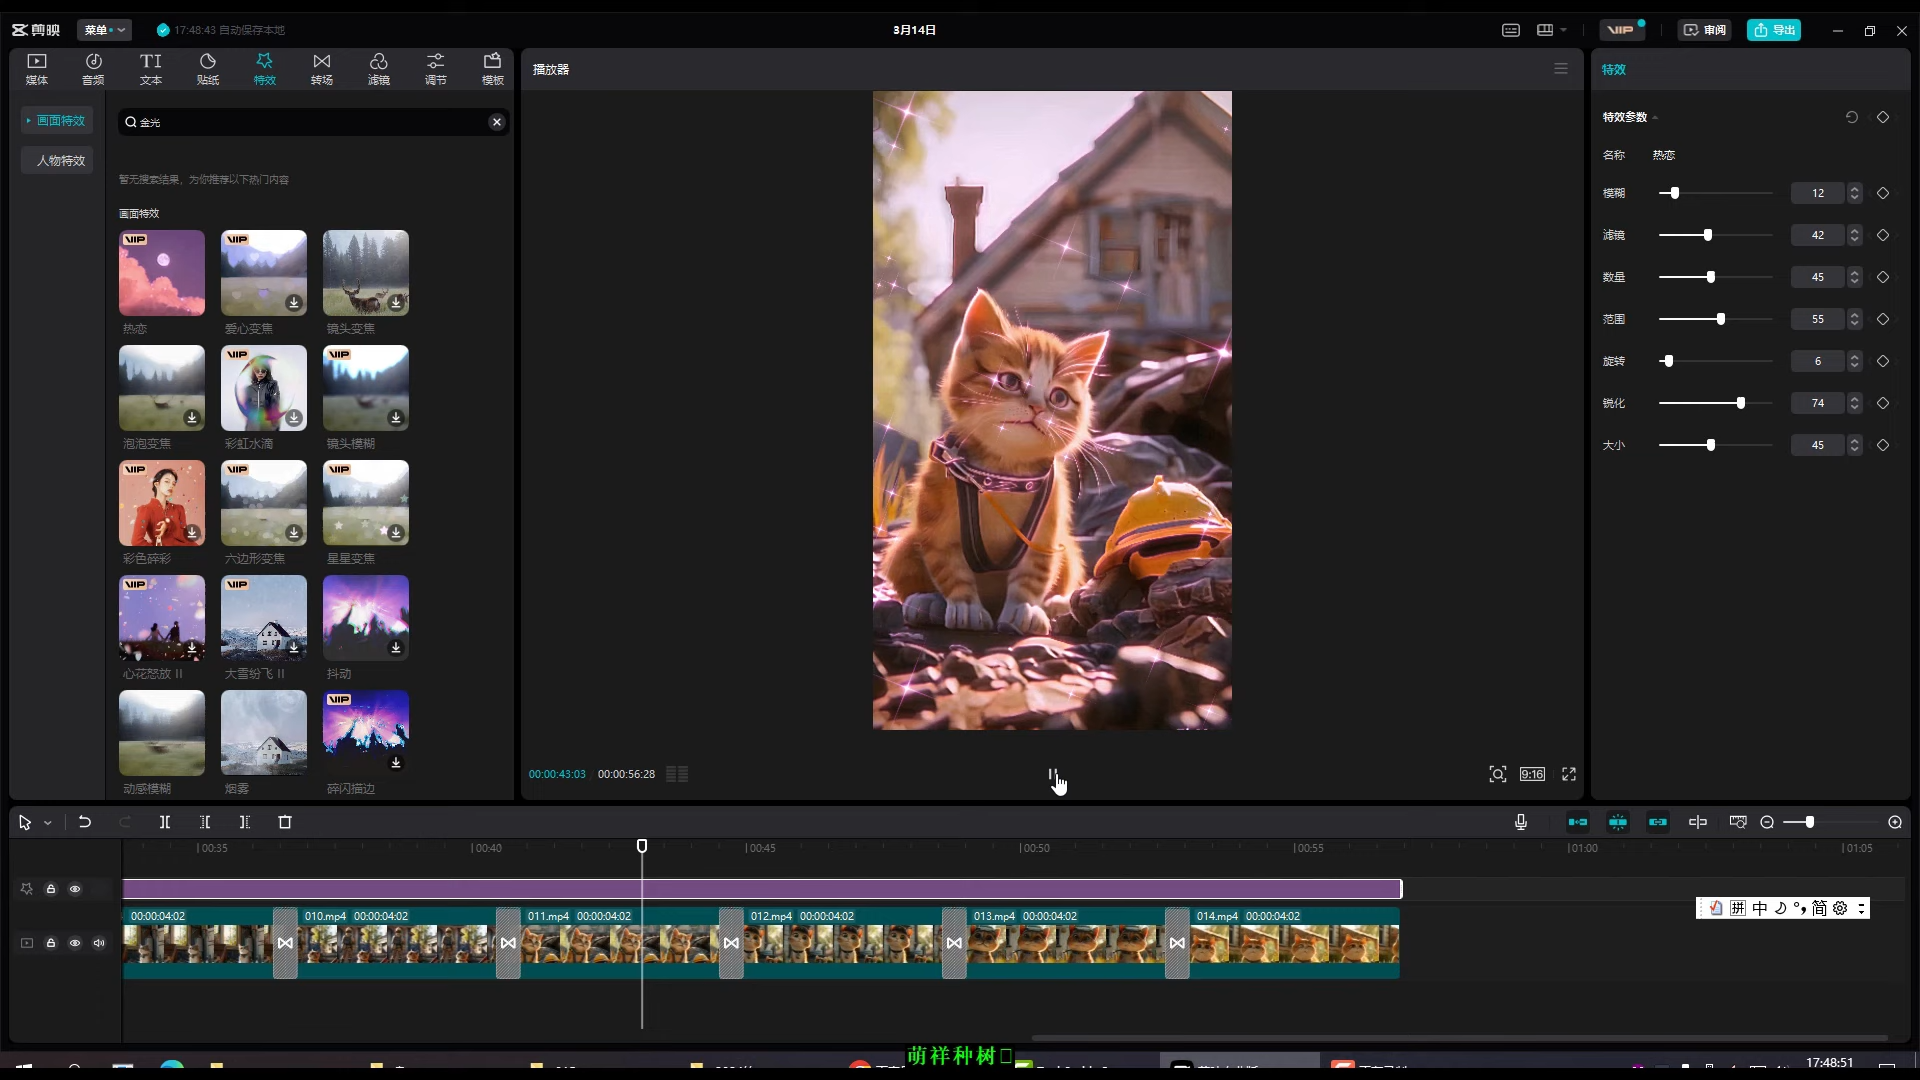 剪映
菜单
17:48:43 自动保存本地
3月14日
VIP
审阅
导出
媒体
音频
文本
贴纸
特效
转场
滤镜
调节
模板
播放器
特效
画面特效
人物特效
金光
暂无搜索结果，为你推荐以下热门内容
画面特效
VIP
VIP
热恋
爱心变焦
镜头变焦
VIP
VIP
泡泡变焦
彩虹水滴
镜头模糊
VIP
VIP
VIP
彩色碎彩
六边形变焦
星星变焦
VIP
VIP
心花怒放 II
大雪纷飞 II
抖动
VIP
动感模糊
烟雾
碎闪描边
特效参数
名称 热恋
模糊 12
滤镜 42
数量 45
范围 55
旋转 6
锐化 74
大小 45
00:00:43:03 00:00:56:28
9:16
00:35
00:40
00:45
00:50
00:55
01:00
01:05
00:00:04:02
010.mp4 00:00:04:02
011.mp4 00:00:04:02
012.mp4 00:00:04:02
013.mp4 00:00:04:02
014.mp4 00:00:04:02
拼 中 简
萌祥种树
17:48:51